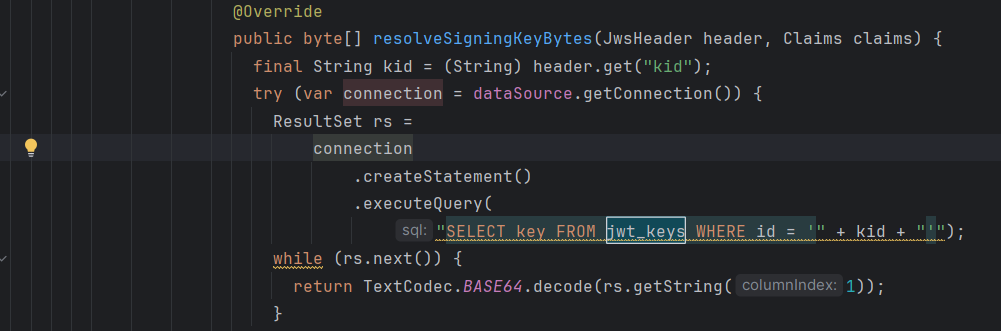 @Override
public byte[] resolveSigningKeyBytes(JwsHeader header, Claims claims) {
final String kid = (String) header.get("kid");
try (var connection = dataSource.getConnection()) {
ResultSet rs =
connection
.createStatement()
.executeQuery(
sql: "SELECT key FROM jwt_keys WHERE id = '" + kid + "'");
while (rs.next()) {
return TextCodec.BASE64.decode(rs.getString( columnIndex: 1));
}